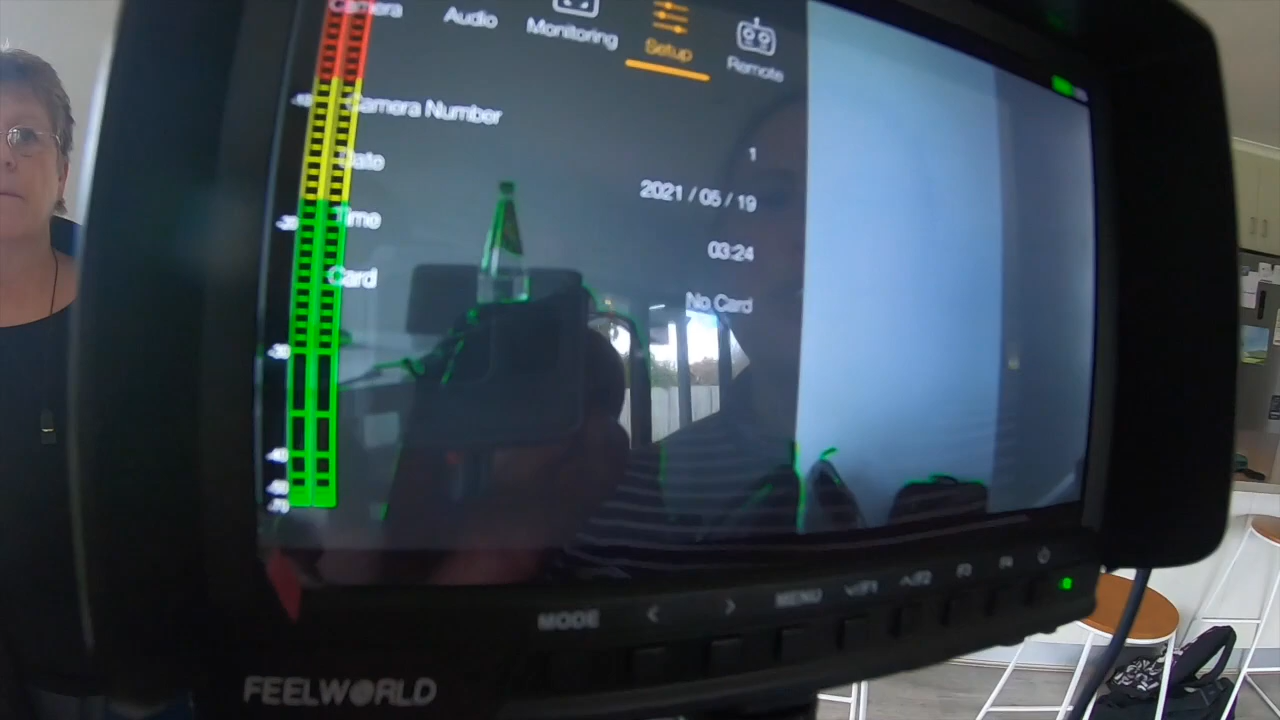 Camera
Audio
Monitoring
Setup
Remote
Camera Number
1
Date
2021 / 05 / 19
Time
03:24
Card
No Card
MODE < > MENU
FEELWORLD